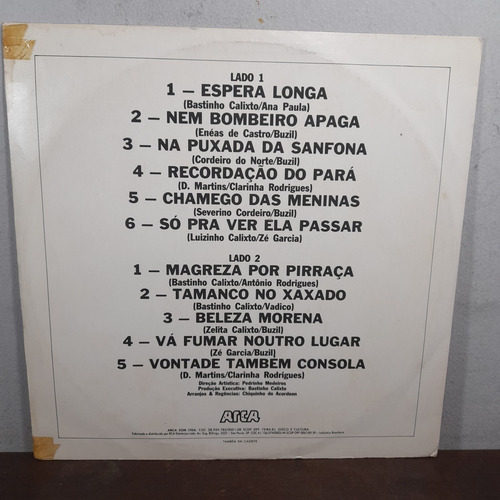 LADO 1
1 — ESPERA LONGA
(Bastinho Calixto/Ana Paula)
2 — NEM BOMBEIRO APAGA
(Enéas de Castro/Buzil)
3 — NA PUXADA DA SANFONA
(Cordeiro do Norte/Buzil)
4 — RECORDAÇÃO DO PARÁ
(D. Martins/Clarinha Rodrigues)
5 — CHAMEGO DAS MENINAS
(Severino Cordeiro/Buzil)
6 — SÓ PRA VER ELA PASSAR
(Luizinho Calixto/Zé Garcia)
LADO 2
1 — MAGREZA POR PIRRAÇA
(Bastinho Calixto/Antônio Rodrigues)
2 — TAMANCO NO XAXADO
(Bastinho Calixto/Vadico)
3 — BELEZA MORENA
(Zelita Calixto/Buzil)
4 — VÁ FUMAR NOUTRO LUGAR
(Zé Garcia/Buzil)
5 — VONTADE TAMBÉM CONSOLA
(D. Martins/Clarinha Rodrigues)
Direção Artística: Pedrinho Medeiros
Produção Executiva: Bastinho Calixto
Arranjos & Regências: Chiquinho do Acordeon
ARCA
TAMBÉM EM CASSETE